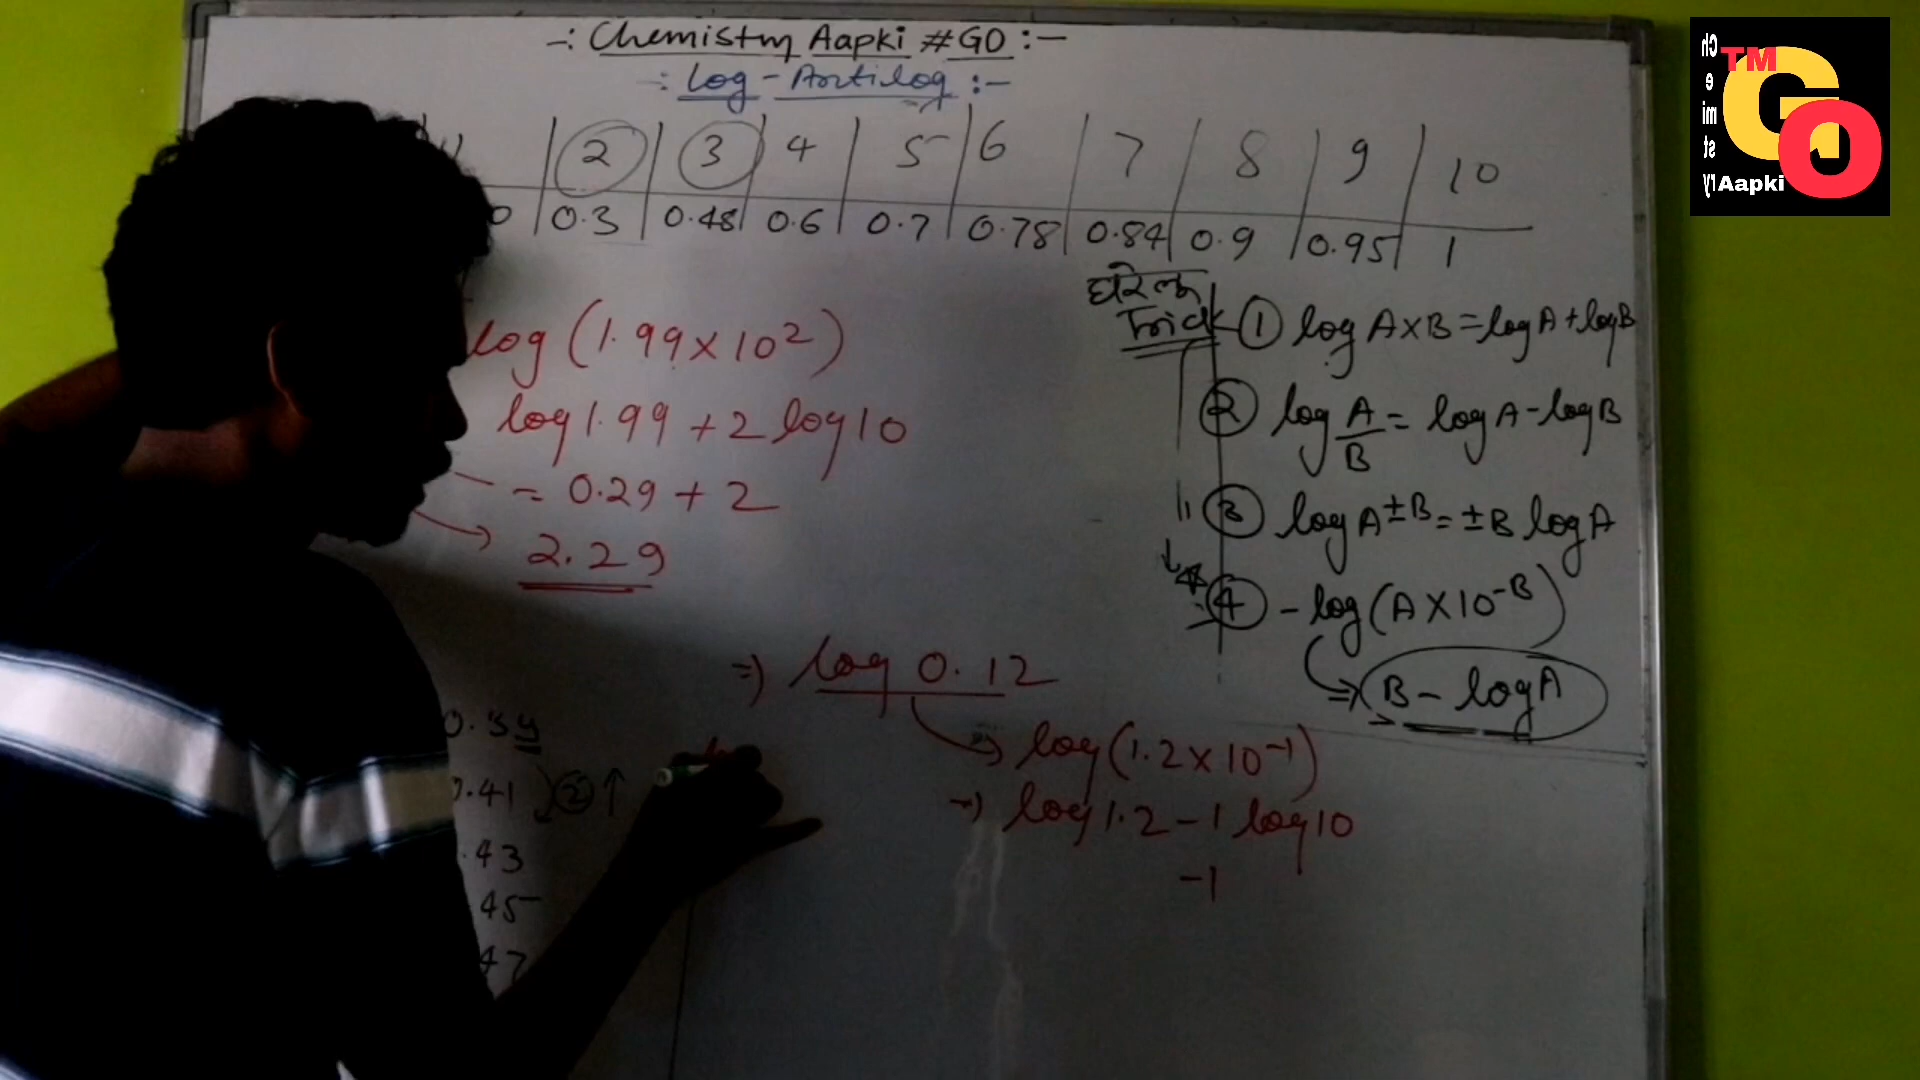 -: Chemistry Aapki #GO :-
-: Log - Antilog :-
2 3 4 5 6 7 8 9 10
0 0.3 0.48 0.6 0.7 0.78 0.84 0.9 0.95 1
log (1.99×10²)
log 1.99 + 2 log 10
= 0.29 + 2
→ 2.29
घरेलू
Trick
① log A×B = log A + log B
② log A/B = log A - log B
③ log A^±B = ±B log A
④ - log (A×10^-B)
⇒ B - log A
⇒ log 0.12
→ log (1.2×10^-1)
→ log 1.2 - 1 log 10
-1
0.41 ② ↑
.43
45
47
Chemistry
TM
GO
Aapki